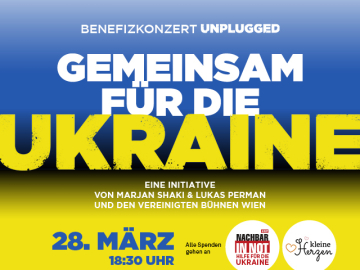 BENEFIZKONZERT UNPLUGGED
GEMEINSAM
FÜR DIE
UKRAINE
EINE INITIATIVE
VON MARJAN SHAKI & LUKAS PERMAN
UND DEN VEREINIGTEN BÜHNEN WIEN
28. MÄRZ
18:30 UHR
Alle Spenden
gehen an
NACHBAR
IN NOT
HILFE FÜR DIE
UKRAINE
kleine
Herzen